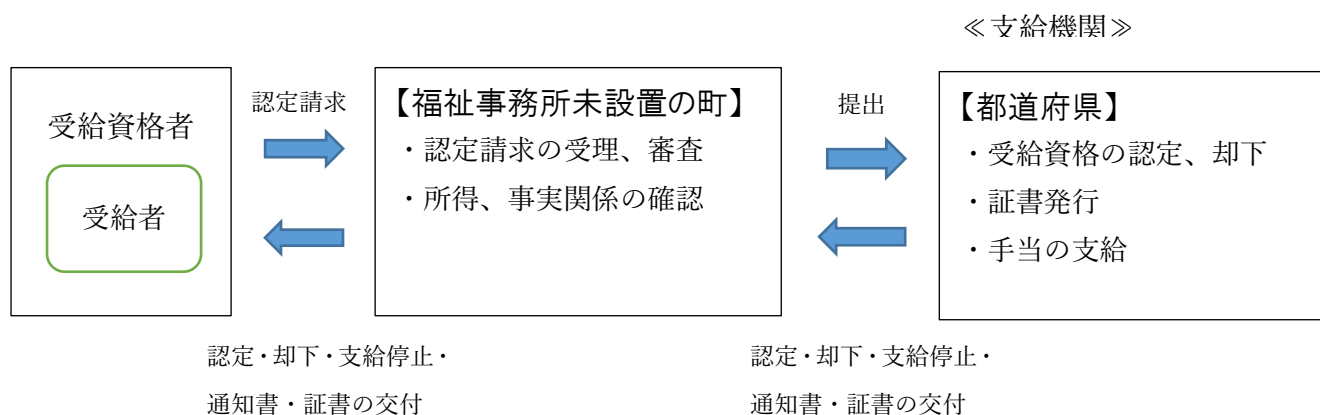 ≪支給機関≫
受給資格者
受給者
認定請求
【福祉事務所未設置の町】
・認定請求の受理、審査
・所得、事実関係の確認
提出
【都道府県】
・受給資格の認定、却下
・証書発行
・手当の支給
認定・却下・支給停止・
通知書・証書の交付
認定・却下・支給停止・
通知書・証書の交付